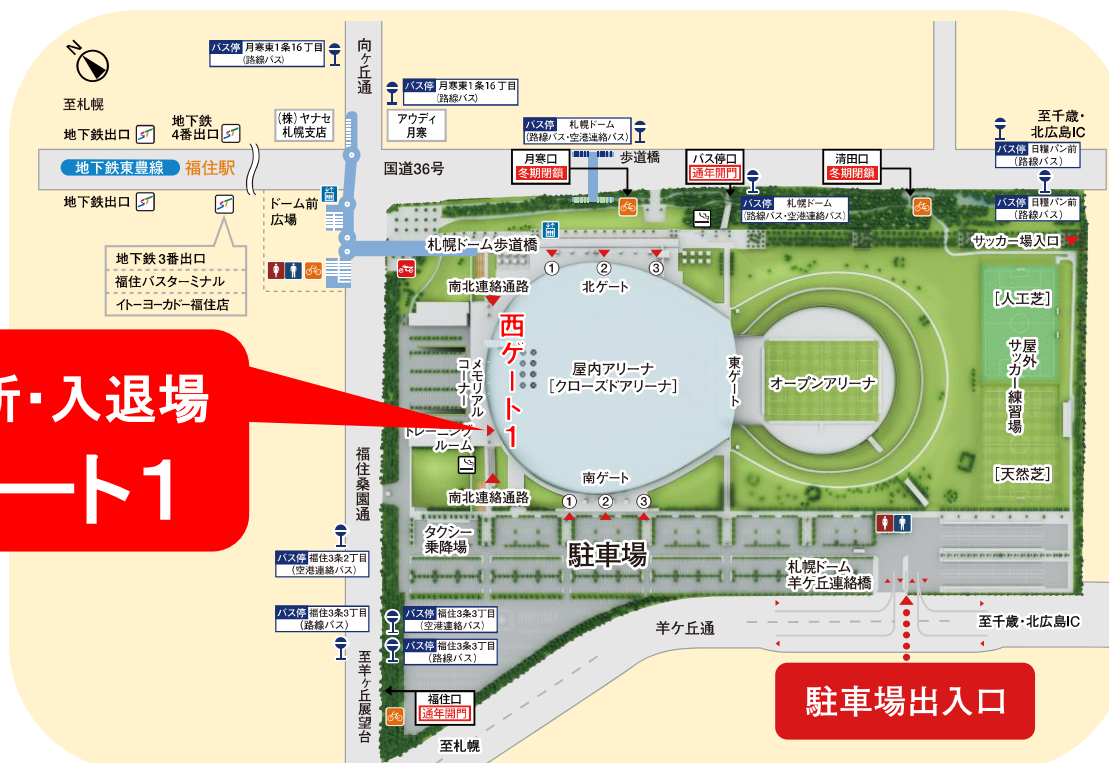 N
至札幌
バス停 月寒東1条16丁目
(路線バス)
向ヶ丘通
バス停 月寒東1条16丁目
(路線バス)
地下鉄出口
地下鉄
4番出口
(株)ヤナセ
札幌支店
アウディ
月寒
バス停 札幌ドーム
(路線バス・空港連絡バス)
歩道橋
至千歳・
北広島IC
バス停 日糧パン前
(路線バス)
地下鉄東豊線 福住駅
国道36号
月寒口
冬期閉鎖
バス停口
通年開門
清田口
冬期閉鎖
地下鉄出口
ドーム前
広場
バス停 札幌ドーム
(路線バス・空港連絡バス)
バス停 日糧パン前
(路線バス)
地下鉄3番出口
福住バスターミナル
イトーヨーカドー福住店
札幌ドーム歩道橋
サッカー場入口
① ② ③
北ゲート
南北連絡通路
西ゲート1
メモリアル
コーナー
屋内アリーナ
[クローズドアリーナ]
東ゲート
オープンアリーナ
[人工芝]
屋外
サッカー練習場
[天然芝]
所・入退場
ート1
トレーニング
ルーム
南北連絡通路
南ゲート
① ② ③
福住桑園通
タクシー
乗降場
駐車場
札幌ドーム
羊ケ丘連絡橋
バス停 福住3条2丁目
(空港連絡バス)
バス停 福住3条3丁目
(路線バス)
バス停 福住3条3丁目
(空港連絡バス)
バス停 福住3条3丁目
(路線バス)
羊ケ丘通
至千歳・北広島IC
至羊ヶ丘展望台
福住口
通年開門
至札幌
駐車場出入口